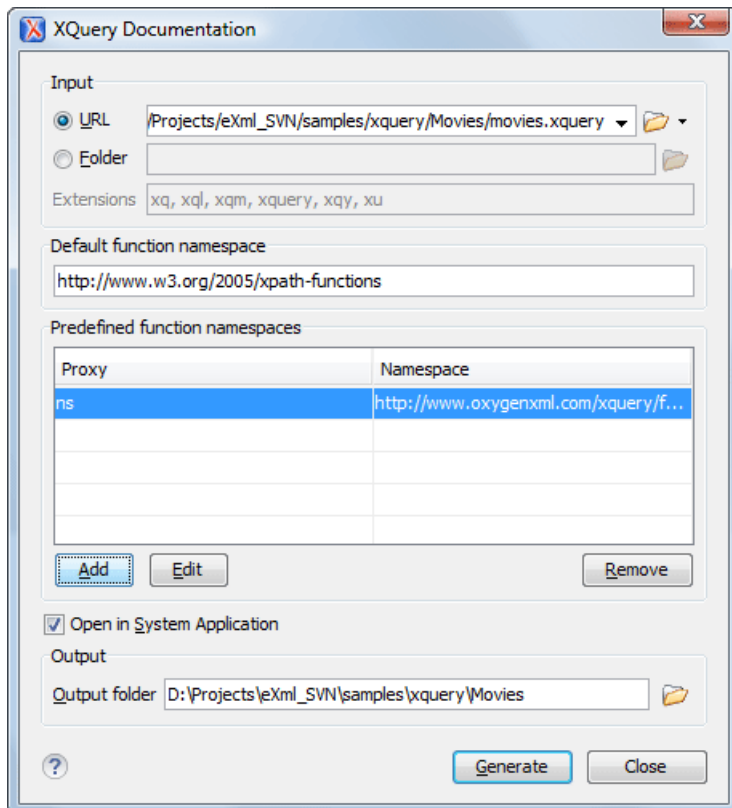 XQuery Documentation
Input
URL /Projects/eXml_SVN/samples/xquery/Movies/movies.xquery
Folder
Extensions xq, xql, xqm, xquery, xqy, xu
Default function namespace
http://www.w3.org/2005/xpath-functions
Predefined function namespaces
Proxy Namespace
ns http://www.oxygenxml.com/xquery/f...
Add Edit Remove
Open in System Application
Output
Output folder D:\Projects\eXml_SVN\samples\xquery\Movies
? Generate Close